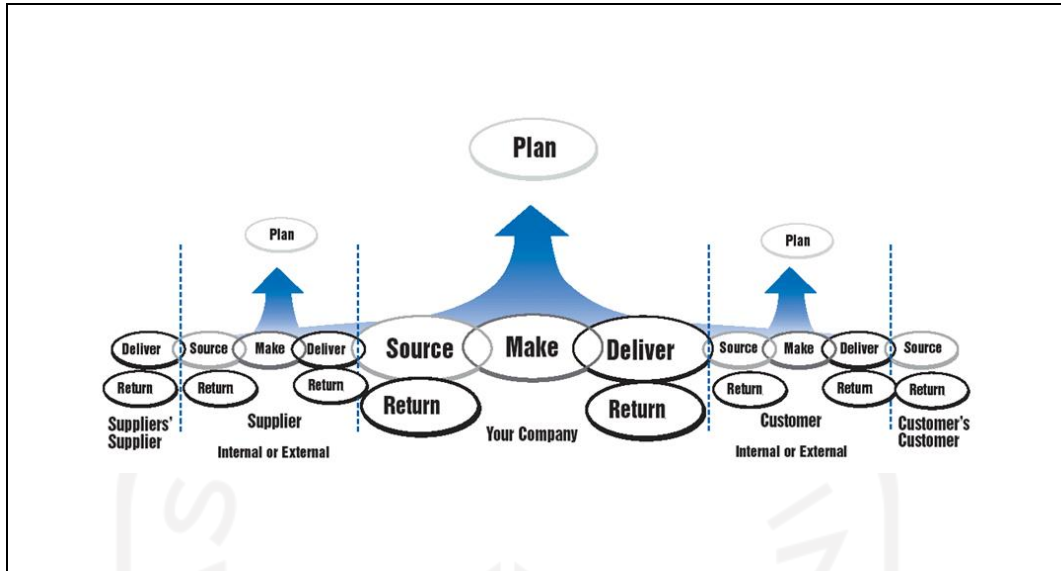 Plan
Plan
Plan
Deliver Source Make Deliver Source Make Deliver Source Make Deliver Source
Return Return Return Return Return Return Return Return
Suppliers'
Supplier
Supplier
Internal or External
Your Company
Customer
Internal or External
Customer's
Customer